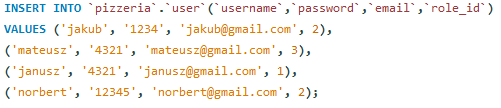 INSERT INTO `pizzeria`.`user`(`username`,`password`,`email`,`role_id`)
VALUES ('jakub', '1234', 'jakub@gmail.com', 2),
('mateusz', '4321', 'mateusz@gmail.com', 3),
('janusz', '4321', 'janusz@gmail.com', 1),
('norbert', '12345', 'norbert@gmail.com', 2);